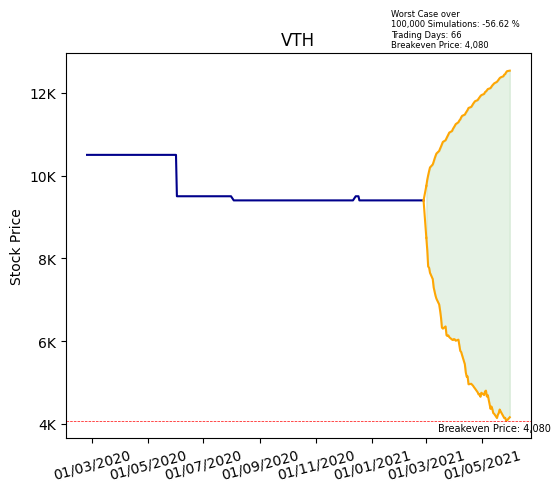 Worst Case over
100,000 Simulations: -56.62 %
Trading Days: 66
Breakeven Price: 4,080
VTH
Stock Price
12K
10K
8K
6K
4K
Breakeven Price: 4,080
01/03/2020
01/05/2020
01/07/2020
01/09/2020
01/11/2020
01/01/2021
01/03/2021
01/05/2021